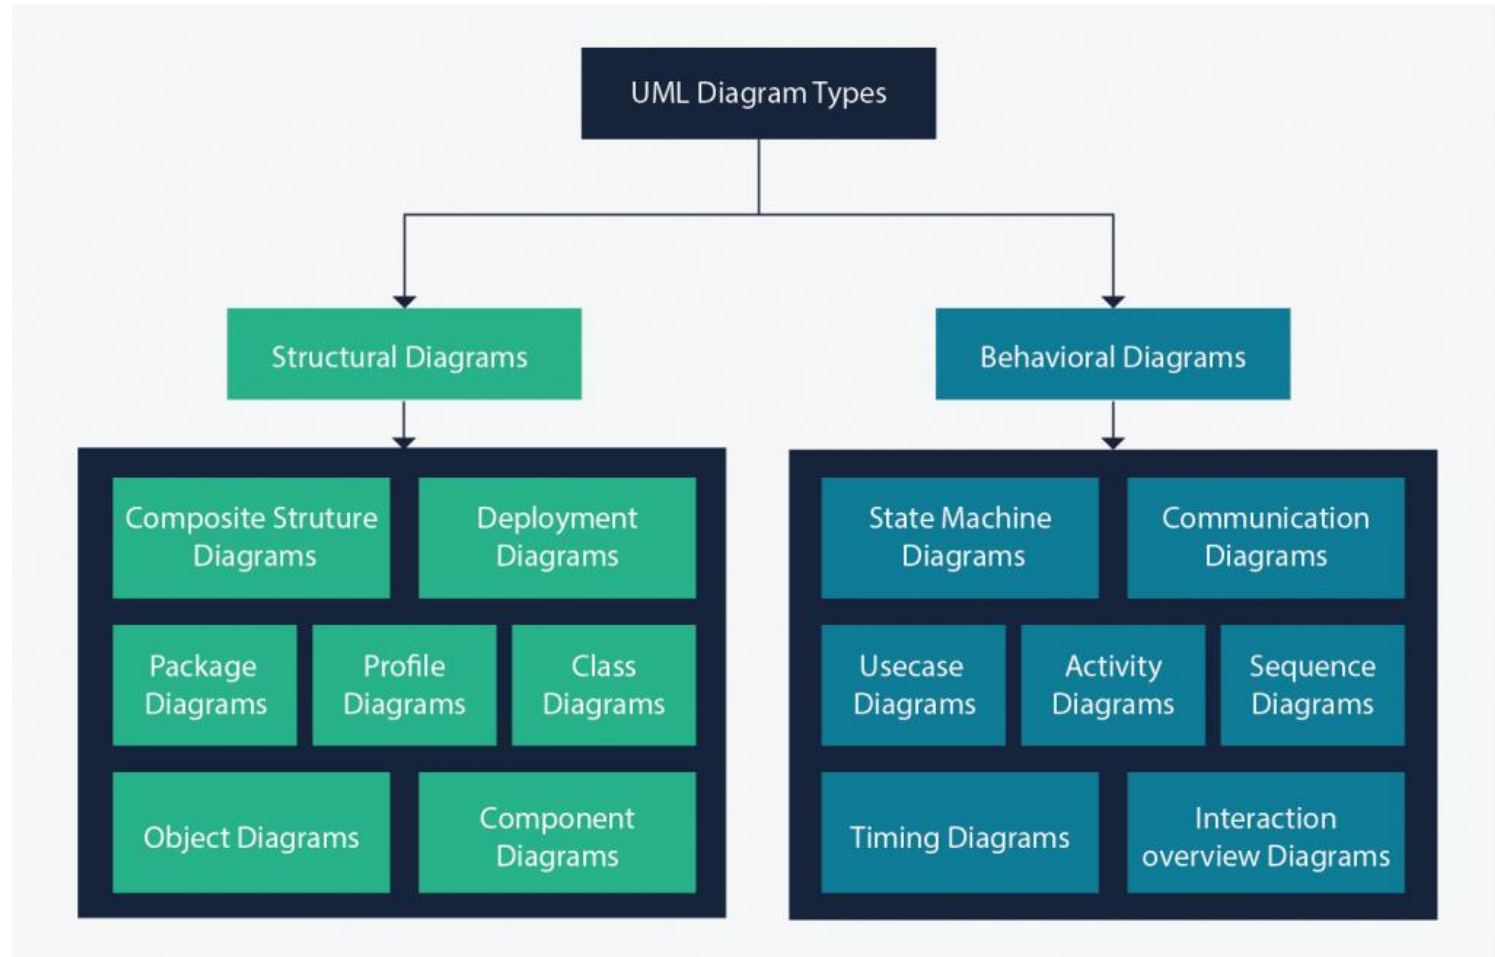 UML Diagram Types
Structural Diagrams
Behavioral Diagrams
Composite Struture
Diagrams
Deployment
Diagrams
Package
Diagrams
Profile
Diagrams
Class
Diagrams
Object Diagrams
Component
Diagrams
State Machine
Diagrams
Communication
Diagrams
Usecase
Diagrams
Activity
Diagrams
Sequence
Diagrams
Timing Diagrams
Interaction
overview Diagrams